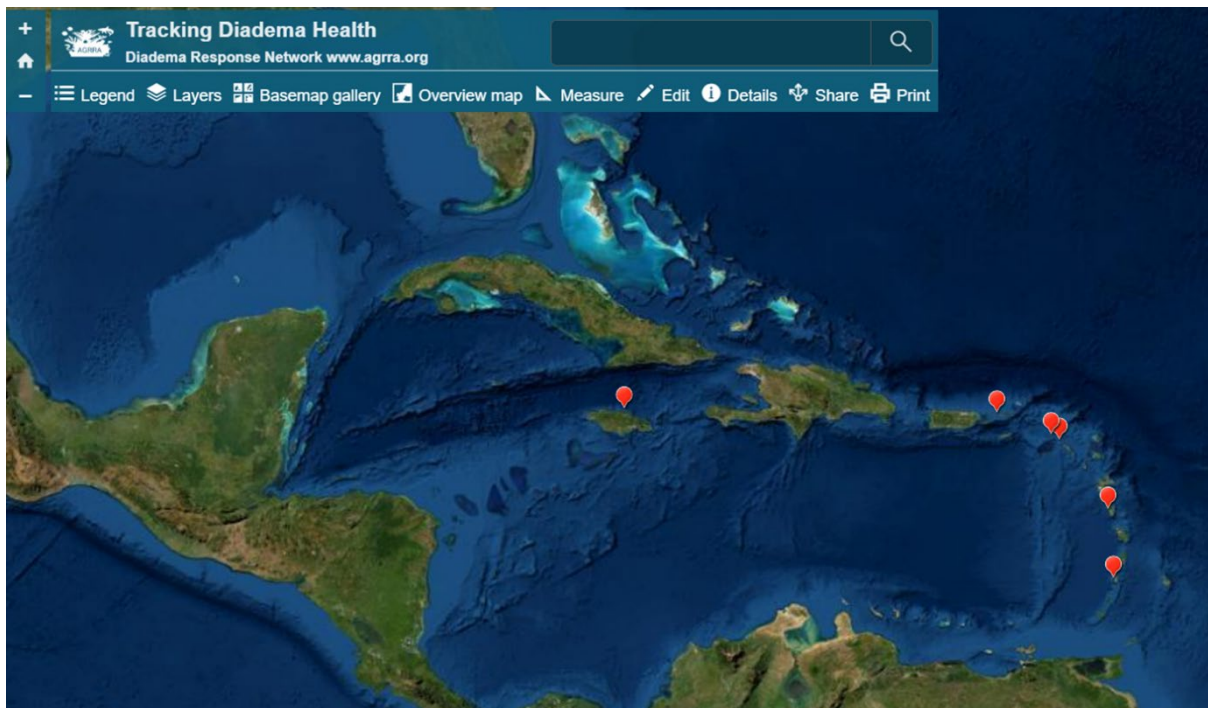 +
Tracking Diadema Health
AGRRA
Diadema Response Network www.agrra.org
−
Legend Layers Basemap gallery Overview map Measure Edit Details Share Print